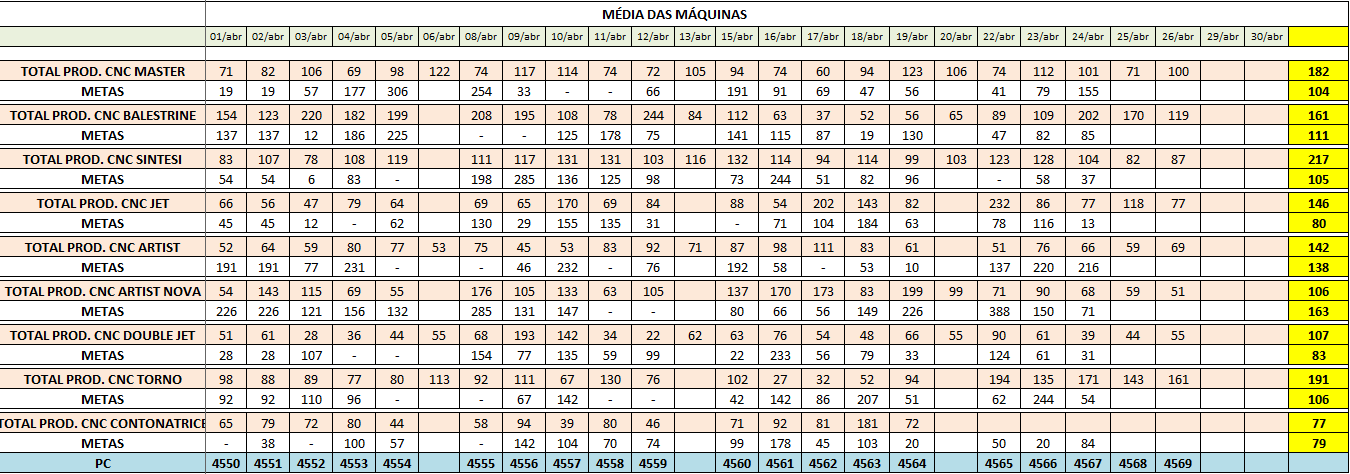 MÉDIA DAS MÁQUINAS
01/abr 02/abr 03/abr 04/abr 05/abr 06/abr 08/abr 09/abr 10/abr 11/abr 12/abr 13/abr 15/abr 16/abr 17/abr 18/abr 19/abr 20/abr 22/abr 23/abr 24/abr 25/abr 26/abr 29/abr 30/abr
TOTAL PROD. CNC MASTER 71 82 106 69 98 122 74 117 114 74 72 105 94 74 60 94 123 106 74 112 101 71 100 182
METAS 19 19 57 177 306 254 33 - - 66 191 91 69 47 56 41 79 155 104
TOTAL PROD. CNC BALESTRINE 154 123 220 182 199 208 195 108 78 244 84 112 63 37 52 56 65 89 109 202 170 119 161
METAS 137 137 12 186 225 - - 125 178 75 141 115 87 19 130 47 82 85 111
TOTAL PROD. CNC SINTESI 83 107 78 108 119 111 117 131 131 103 116 132 114 94 114 99 103 123 128 104 82 87 217
METAS 54 54 6 83 - 198 285 136 125 98 73 244 51 82 96 - 58 37 105
TOTAL PROD. CNC JET 66 56 47 79 64 69 65 170 69 84 88 54 202 143 82 232 86 77 118 77 146
METAS 45 45 12 - 62 130 29 155 135 31 - 71 104 184 63 78 116 13 80
TOTAL PROD. CNC ARTIST 52 64 59 80 77 53 75 45 53 83 92 71 87 98 111 83 61 51 76 66 59 69 142
METAS 191 191 77 231 - - 46 232 - 76 192 58 - 53 10 137 220 216 138
TOTAL PROD. CNC ARTIST NOVA 54 143 115 69 55 176 105 133 63 105 137 170 173 83 199 99 71 90 68 59 51 106
METAS 226 226 121 156 132 285 131 147 - - 80 66 56 149 226 388 150 71 163
TOTAL PROD. CNC DOUBLE JET 51 61 28 36 44 55 68 193 142 34 22 62 63 76 54 48 66 55 90 61 39 44 55 107
METAS 28 28 107 - - 154 77 135 59 99 22 233 56 79 33 124 61 31 83
TOTAL PROD. CNC TORNO 98 88 89 77 80 113 92 111 67 130 76 102 27 32 52 94 194 135 171 143 161 191
METAS 92 92 110 96 - - 67 142 - - 42 142 86 207 51 62 244 54 106
TOTAL PROD. CNC CONTONATRICE 65 79 72 80 44 58 94 39 80 46 71 92 81 181 72 77
METAS - 38 - 100 57 - 142 104 70 74 99 178 45 103 20 50 20 84 79
PC 4550 4551 4552 4553 4554 4555 4556 4557 4558 4559 4560 4561 4562 4563 4564 4565 4566 4567 4568 4569